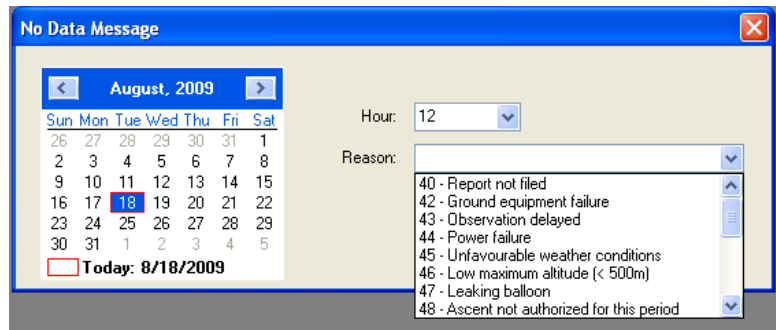 No Data Message
August, 2009
Sun Mon Tue Wed Thu Fri Sat
26 27 28 29 30 31 1
2 3 4 5 6 7 8
9 10 11 12 13 14 15
16 17 18 19 20 21 22
23 24 25 26 27 28 29
30 31 1 2 3 4 5
Today: 8/18/2009
Hour: 12
Reason:
40 - Report not filed
42 - Ground equipment failure
43 - Observation delayed
44 - Power failure
45 - Unfavourable weather conditions
46 - Low maximum altitude (< 500m)
47 - Leaking balloon
48 - Ascent not authorized for this period